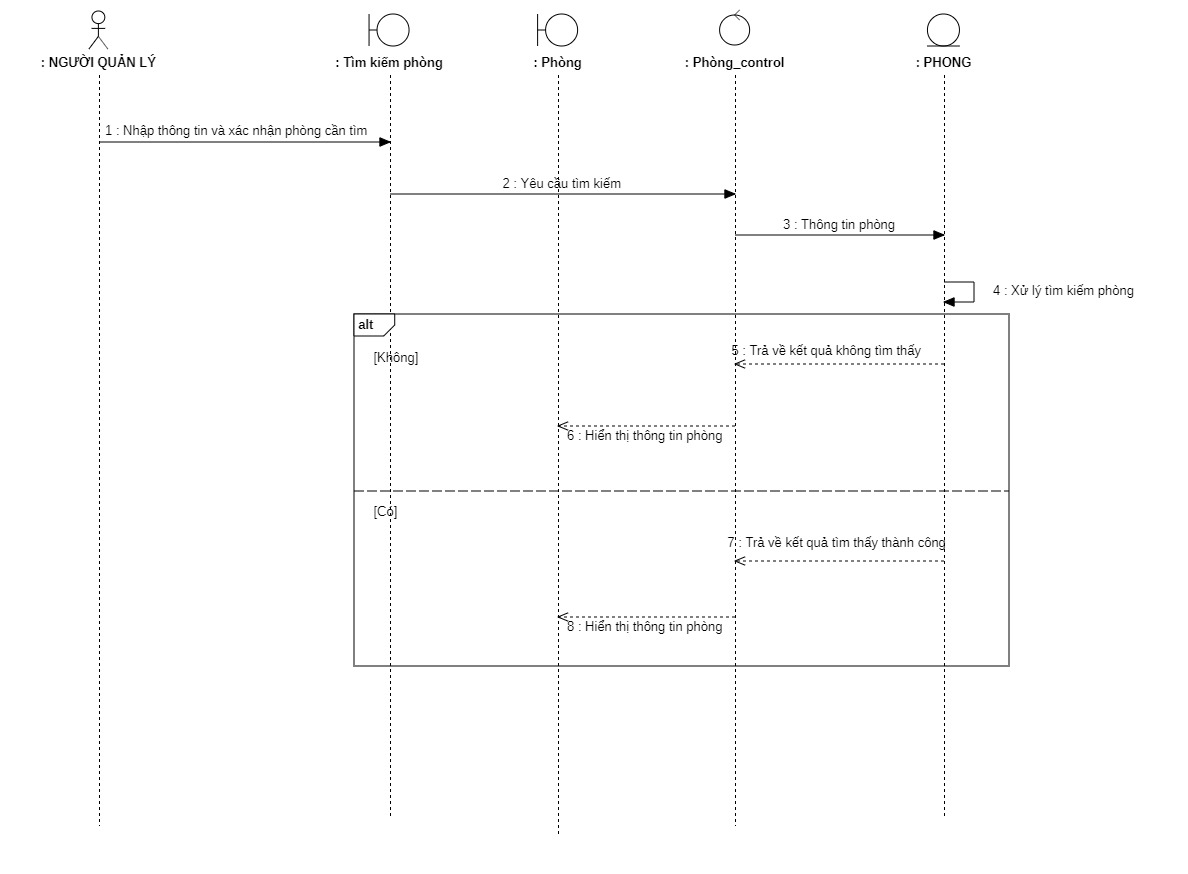 : NGƯỜI QUẢN LÝ
: Tìm kiếm phòng
: Phòng
: Phòng_control
: PHONG
1 : Nhập thông tin và xác nhận phòng cần tìm
2 : Yêu cầu tìm kiếm
3 : Thông tin phòng
4 : Xử lý tìm kiếm phòng
alt
[Không]
5 : Trả về kết quả không tìm thấy
6 : Hiển thị thông tin phòng
[Có]
7 : Trả về kết quả tìm thấy thành công
8 : Hiển thị thông tin phòng